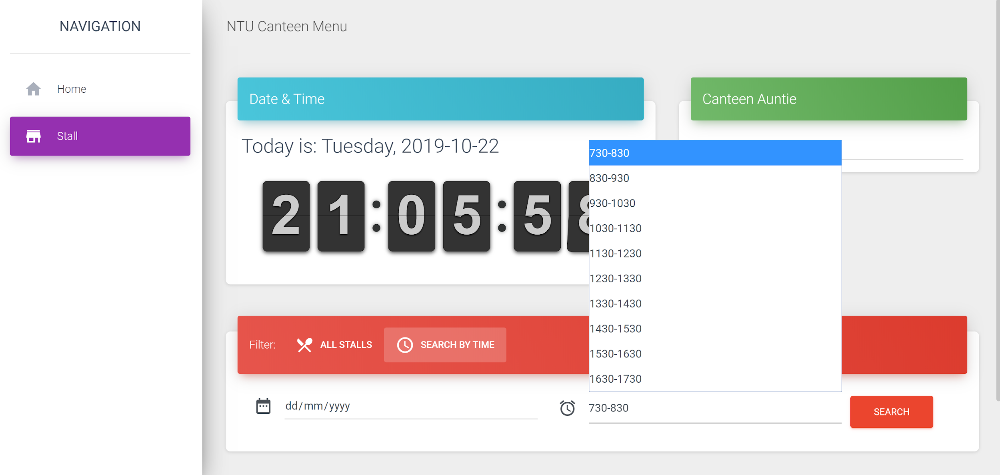 NAVIGATION
Home
Stall
NTU Canteen Menu
Date & Time
Today is: Tuesday, 2019-10-22
21:05:58
Canteen Auntie
730-830
830-930
930-1030
1030-1130
1130-1230
1230-1330
1330-1430
1430-1530
1530-1630
1630-1730
Filter: ALL STALLS SEARCH BY TIME
dd/mm/yyyy
730-830
SEARCH